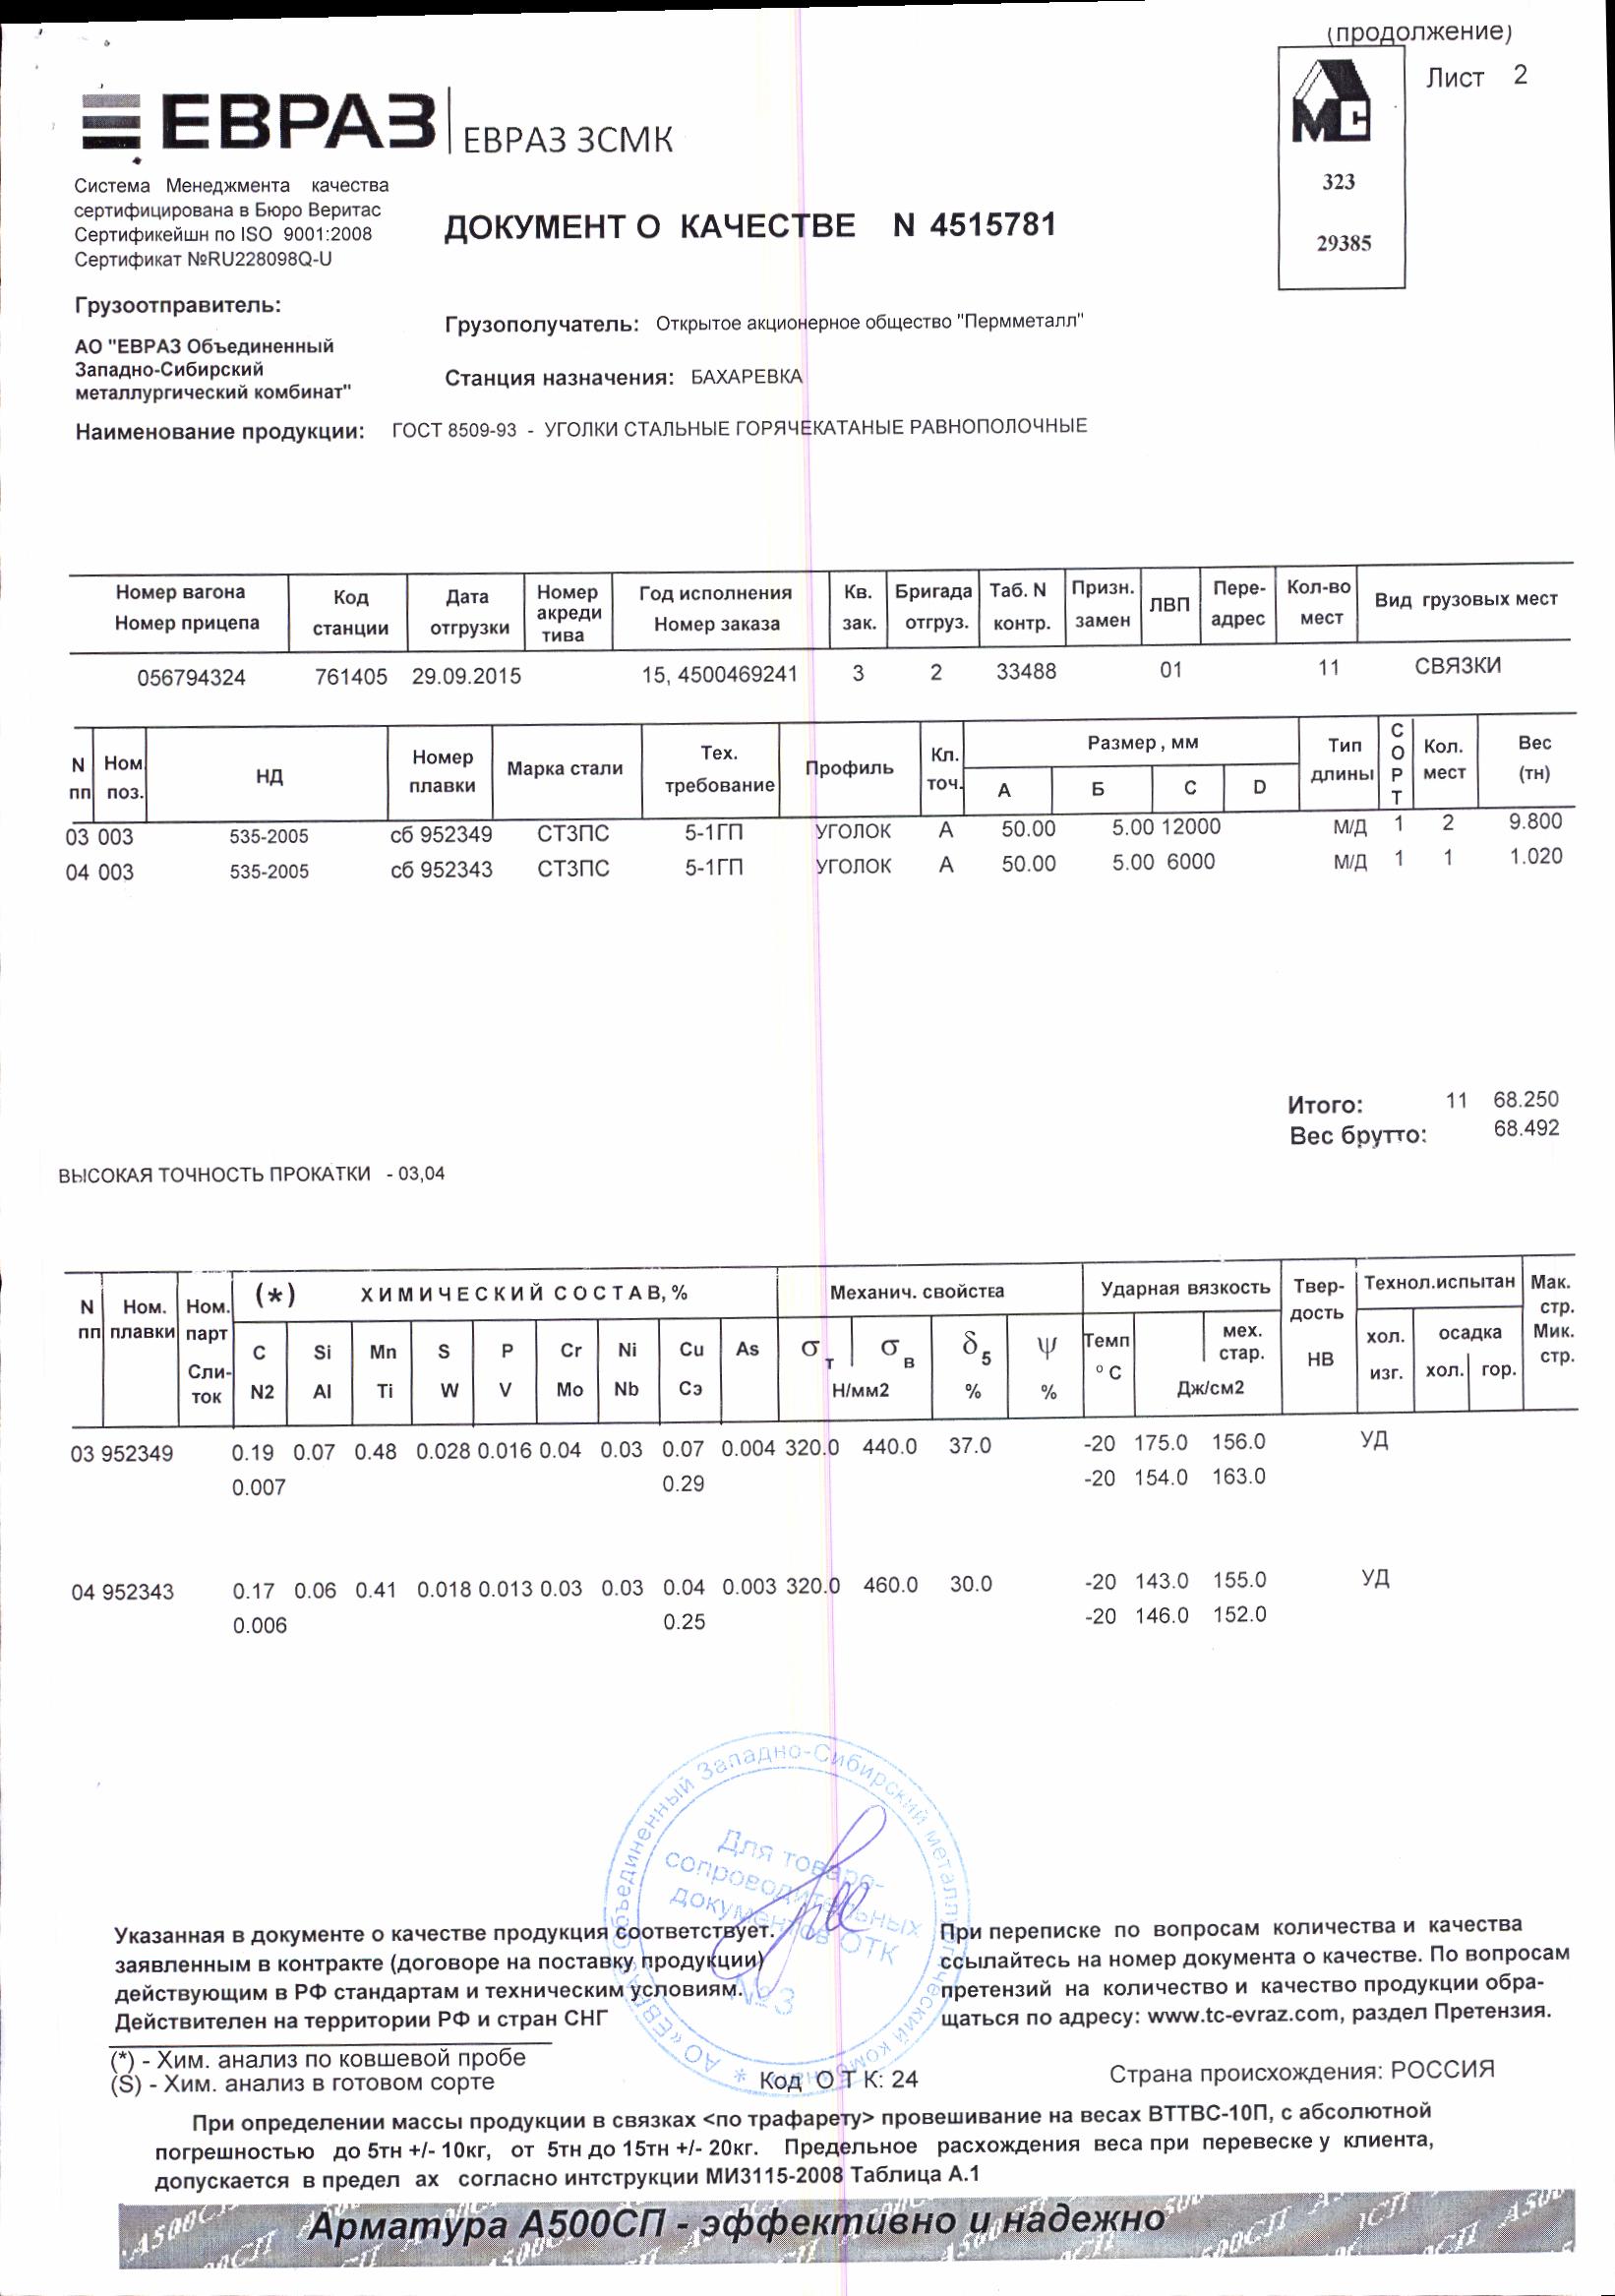 (продолжение)
Лист 2
ЕВРАЗ
ЕВРАЗ ЗСМК
МС
323
29385
Система Менеджмента качества
сертифицирована в Бюро Веритас
Сертификейшн по ISO 9001:2008
Сертификат №RU228098Q-U
ДОКУМЕНТ О КАЧЕСТВЕ N 4515781
Грузоотправитель:
АО "ЕВРАЗ Объединенный
Западно-Сибирский
металлургический комбинат"
Грузополучатель: Открытое акционерное общество "Пермметалл"
Станция назначения: БАХАРЕВКА
Наименование продукции: ГОСТ 8509-93 - УГОЛКИ СТАЛЬНЫЕ ГОРЯЧЕКАТАНЫЕ РАВНОПОЛОЧНЫЕ
Номер вагона Код Дата Номер Год исполнения Кв. Бригада Таб. N Призн. ЛВП Пере- Кол-во Вид грузовых мест
Номер прицепа станции отгрузки акреди тива Номер заказа зак. отгруз. контр. замен адрес мест
056794324 761405 29.09.2015 15, 4500469241 3 2 33488 01 11 СВЯЗКИ
N Ном. НД Номер Марка стали Тех. Профиль Кл. Размер, мм Тип СОРТ Кол. Вес
пп поз. плавки требование точ. А Б С D длины мест (тн)
03 003 535-2005 сб 952349 СТ3ПС 5-1ГП УГОЛОК А 50.00 5.00 12000 М/Д 1 2 9.800
04 003 535-2005 сб 952343 СТ3ПС 5-1ГП УГОЛОК А 50.00 5.00 6000 М/Д 1 1 1.020
Итого: 11 68.250
Вес брутто: 68.492
ВЫСОКАЯ ТОЧНОСТЬ ПРОКАТКИ - 03,04
N Ном. Ном. (*) ХИМИЧЕСКИЙ СОСТАВ, % Механич. свойства Ударная вязкость Твер- Технол.испытан Мак.
пп плавки парт дость стр.
C Si Mn S P Cr Ni Cu As σт σв δ5 ψ Темп мех. стар. хол. осадка Мик.
Сли- ток N2 Al Ti W V Mo Nb Сэ Н/мм2 % % °С Дж/см2 НВ изг. хол. гор. стр.
03 952349 0.19 0.07 0.48 0.028 0.016 0.04 0.03 0.07 0.004 320.0 440.0 37.0 -20 175.0 156.0 УД
0.007 0.29 -20 154.0 163.0
04 952343 0.17 0.06 0.41 0.018 0.013 0.03 0.03 0.04 0.003 320.0 460.0 30.0 -20 143.0 155.0 УД
0.006 0.25 -20 146.0 152.0
АО «ЕВРАЗ Объединенный Западно-Сибирский металлургический комбинат» *
Для товаро-
сопроводительных
документов ОТК
№3
Указанная в документе о качестве продукция соответствует.
заявленным в контракте (договоре на поставку продукции)
действующим в РФ стандартам и техническим условиям.
Действителен на территории РФ и стран СНГ
При переписке по вопросам количества и качества
ссылайтесь на номер документа о качестве. По вопросам
претензий на количество и качество продукции обра-
щаться по адресу: www.tc-evraz.com, раздел Претензия.
(*) - Хим. анализ по ковшевой пробе
(S) - Хим. анализ в готовом сорте
Код О Т К: 24
Страна происхождения: РОССИЯ
При определении массы продукции в связках <по трафарету> провешивание на весах ВТТВС-10П, с абсолютной
погрешностью до 5тн +/- 10кг, от 5тн до 15тн +/- 20кг. Предельное расхождения веса при перевеске у клиента,
допускается в предел ах согласно интструкции МИ3115-2008 Таблица А.1
Арматура А500СП - эффективно и надежно